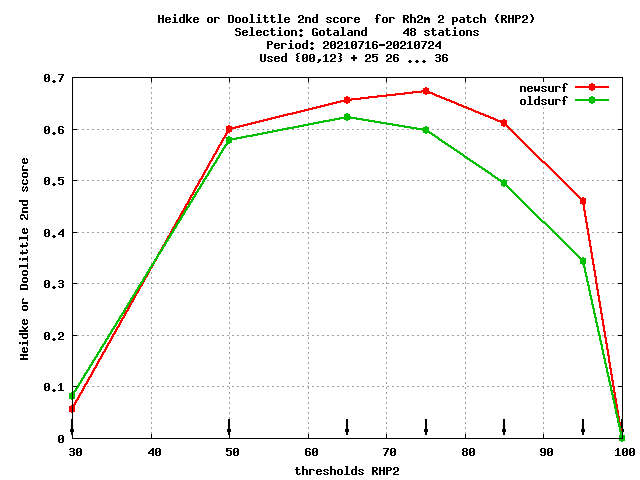 Heidke or Doolittle 2nd score  for Rh2m 2 patch (RHP2)
Selection: Gotaland     48 stations
Period: 20210716-20210724
Used {00,12} + 25 26 ... 36
newsurf
oldsurf
Heidke or Doolittle 2nd score
0.7
0.6
0.5
0.4
0.3
0.2
0.1
0
30 40 50 60 70 80 90 100
thresholds RHP2